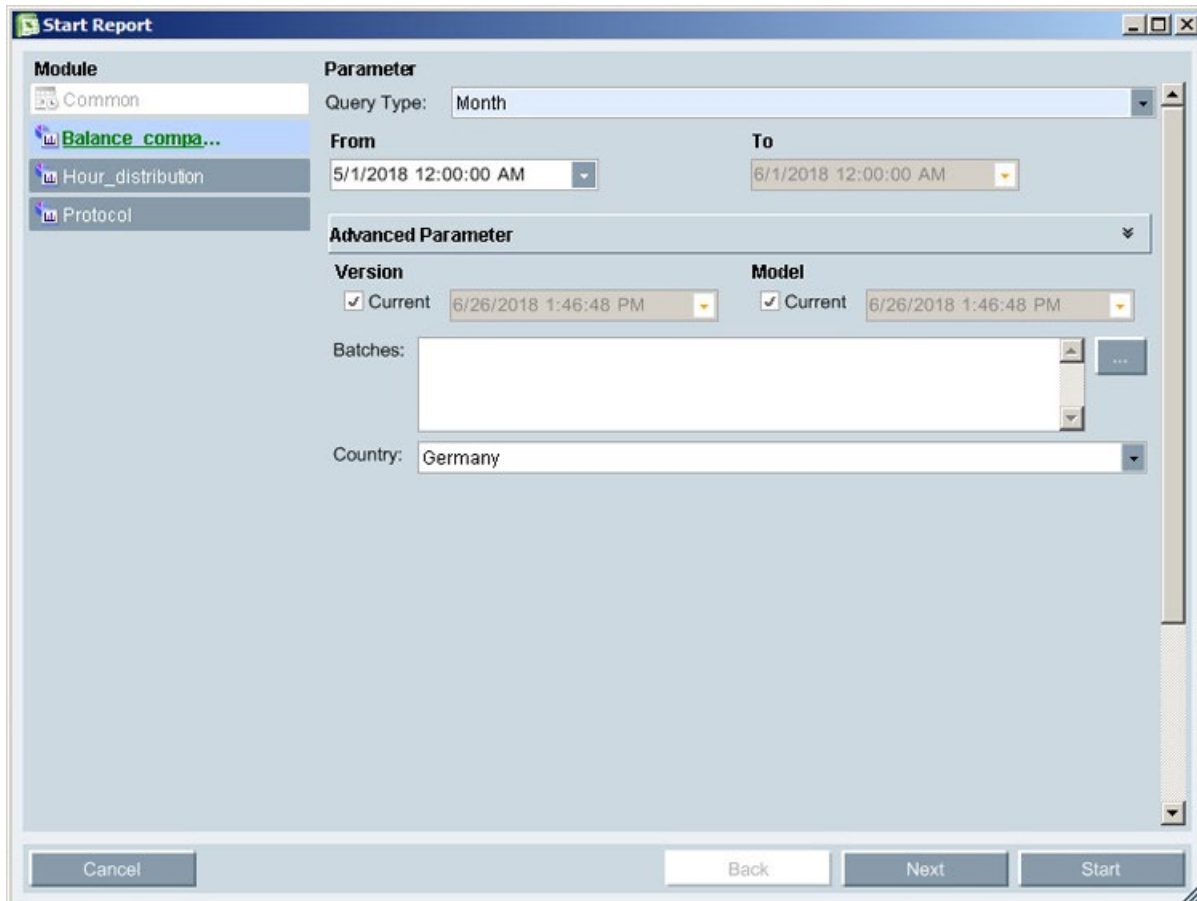 Start Report
Module
Common
Balance_compa...
Hour_distribution
Protocol
Parameter
Query Type: Month
From To
5/1/2018 12:00:00 AM 6/1/2018 12:00:00 AM
Advanced Parameter
Version Model
Current 6/26/2018 1:46:48 PM Current 6/26/2018 1:46:48 PM
Batches: ...
Country: Germany
Cancel Back Next Start